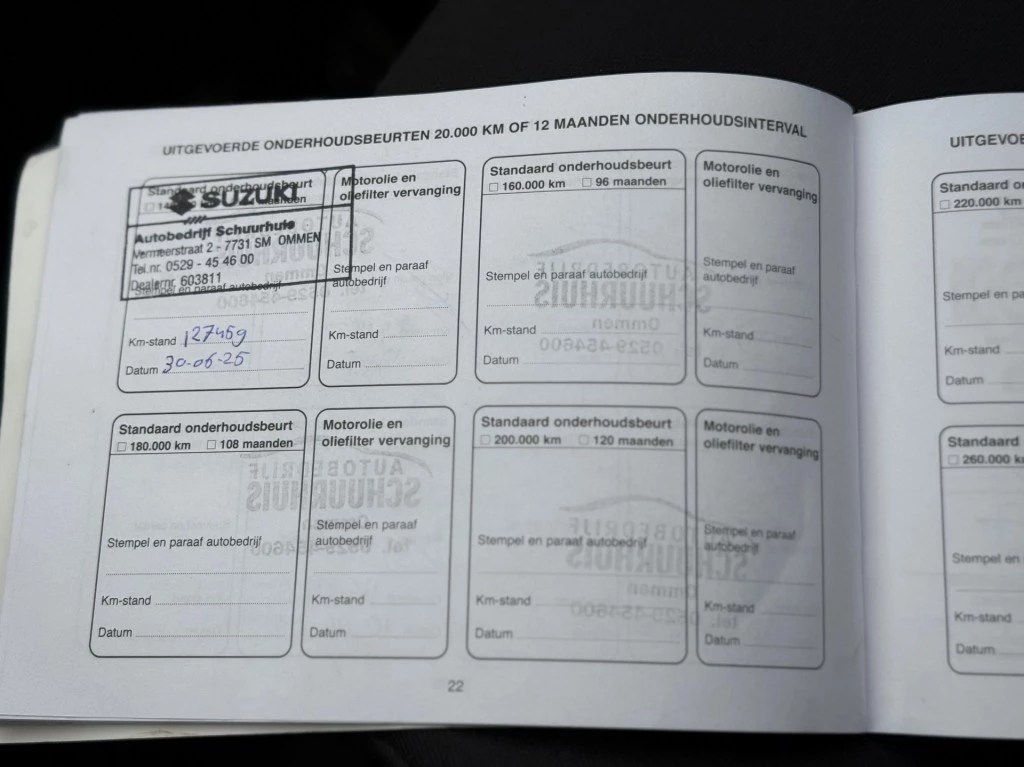 UITGEVOERDE ONDERHOUDSBEURTEN 20.000 KM OF 12 MAANDEN ONDERHOUDSINTERVAL
Standaard onderhoudsbeurt
SUZUKI
Autobedrijf Schuurhuis
Vermeerstraat 2 - 7731 SM OMMEN
Tel.nr. 0529 - 45 46 00
Dealernr. 603811
Stempel en paraaf autobedrijf
Km-stand 127459
Datum 30-06-25
Motorolie en
oliefilter vervanging
Stempel en paraaf
autobedrijf
Km-stand
Datum
Standaard onderhoudsbeurt
160.000 km 96 maanden
Stempel en paraaf autobedrijf
Km-stand
Datum
Motorolie en
oliefilter vervanging
Stempel en paraaf
autobedrijf
Km-stand
Datum
Standaard onderhoudsbeurt
180.000 km 108 maanden
Stempel en paraaf autobedrijf
Km-stand
Datum
Motorolie en
oliefilter vervanging
Stempel en paraaf
autobedrijf
Km-stand
Datum
Standaard onderhoudsbeurt
200.000 km 120 maanden
Stempel en paraaf autobedrijf
Km-stand
Datum
Motorolie en
oliefilter vervanging
Stempel en paraaf
autobedrijf
Km-stand
Datum
22
UITGEVO
Standaard o
220.000 km
Stempel en pa
Km-stand
Datum
Standaard
260.000 k
Stempel en
Km-stand
Datum